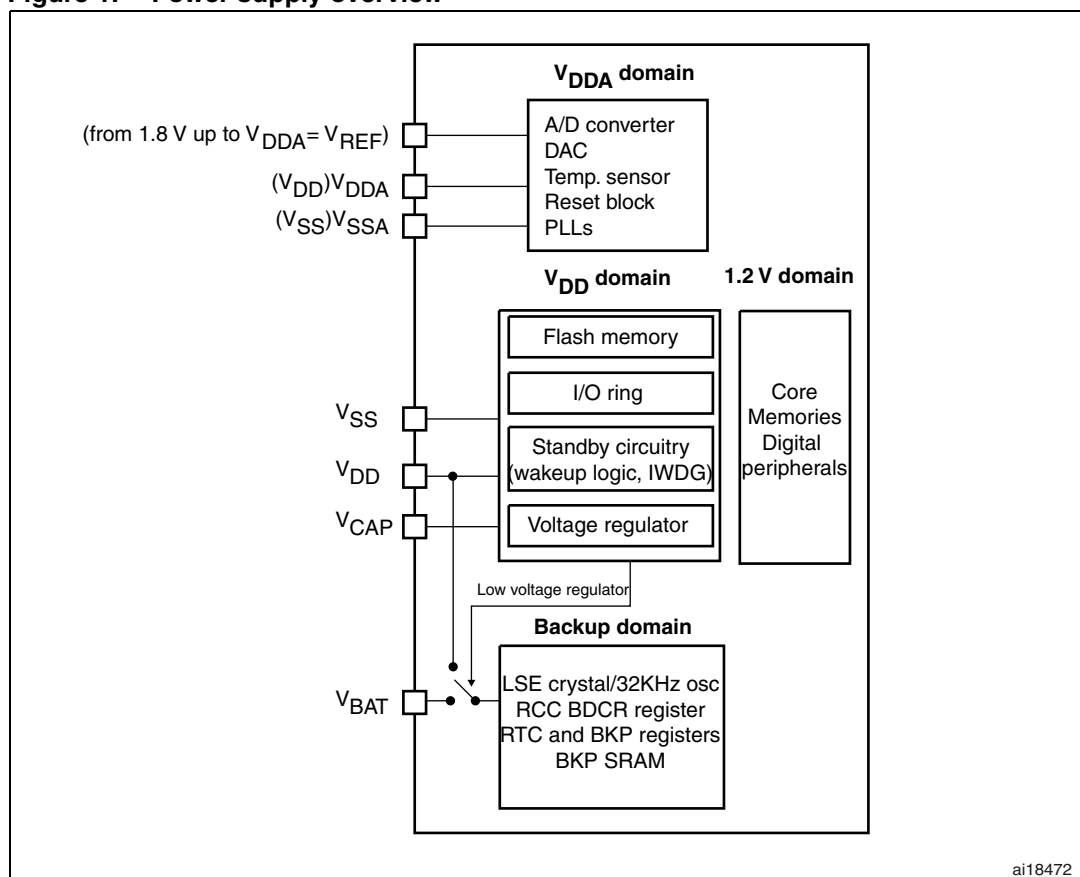 V_DDA domain
(from 1.8 V up to V_DDA= V_REF)
A/D converter
DAC
Temp. sensor
Reset block
PLLs
(V_DD)V_DDA
(V_SS)V_SSA
V_DD domain
1.2 V domain
Flash memory
I/O ring
Standby circuitry
(wakeup logic, IWDG)
Voltage regulator
Core
Memories
Digital
peripherals
V_SS
V_DD
V_CAP
Low voltage regulator
Backup domain
V_BAT
LSE crystal/32KHz osc
RCC BDCR register
RTC and BKP registers
BKP SRAM
ai18472